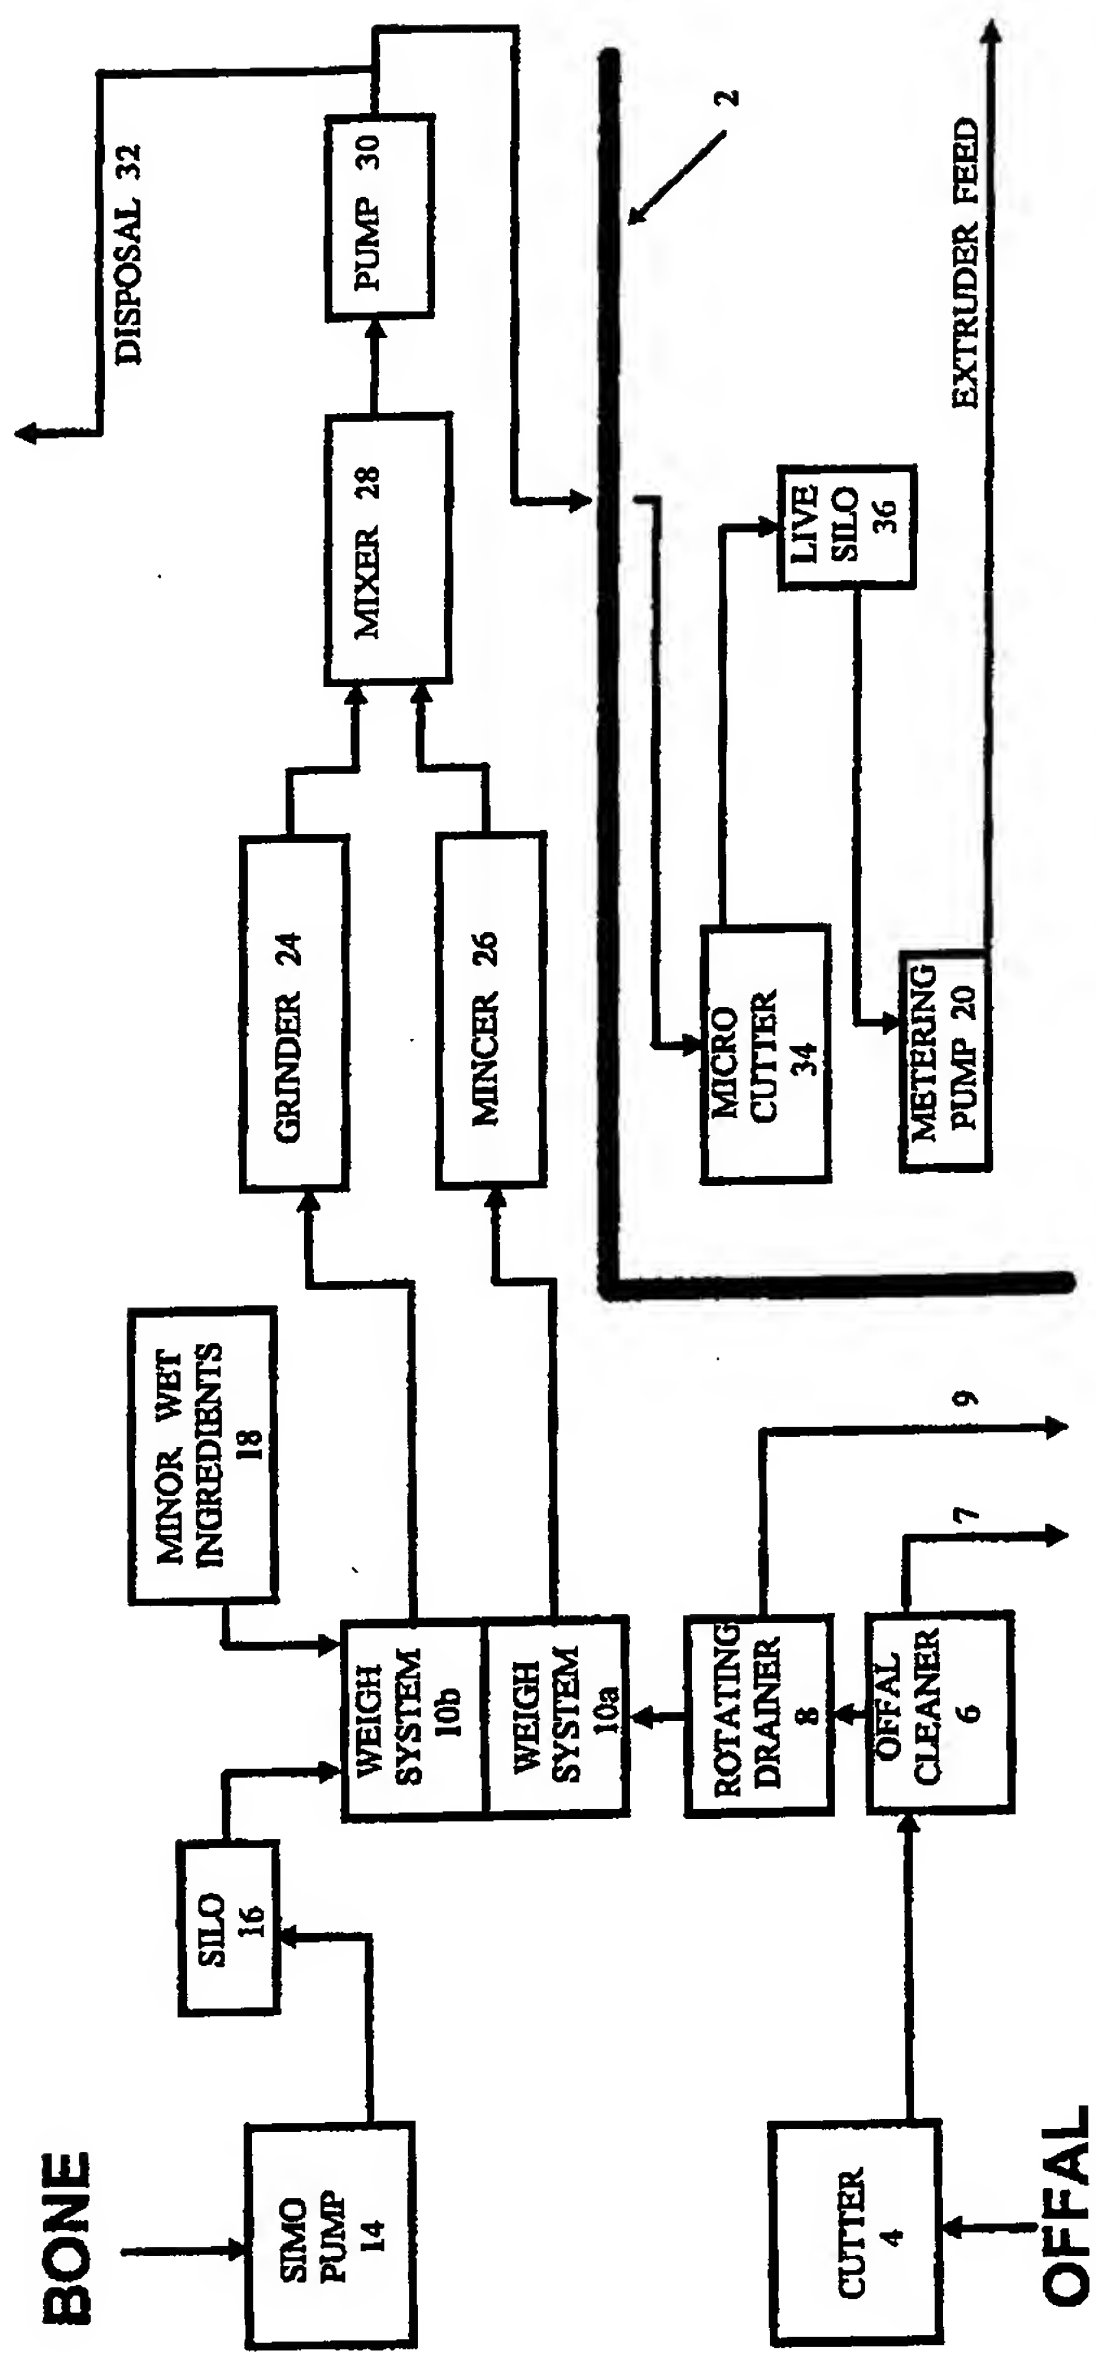 BONE
SIMO
PUMP
14
SILO
16
MINOR WET
INGREDIENTS
18
WEIGH
SYSTEM
10b
WEIGH
SYSTEM
10a
ROTATING
DRAINER
8
OFFAL
CLEANER
6
CUTTER
4
OFFAL
7
9
GRINDER 24
MINCER 26
MIXER 28
PUMP 30
DISPOSAL 32
2
MICRO
CUTTER
34
LIVE
SILO
36
METERING
PUMP 20
EXTRUDER FEED